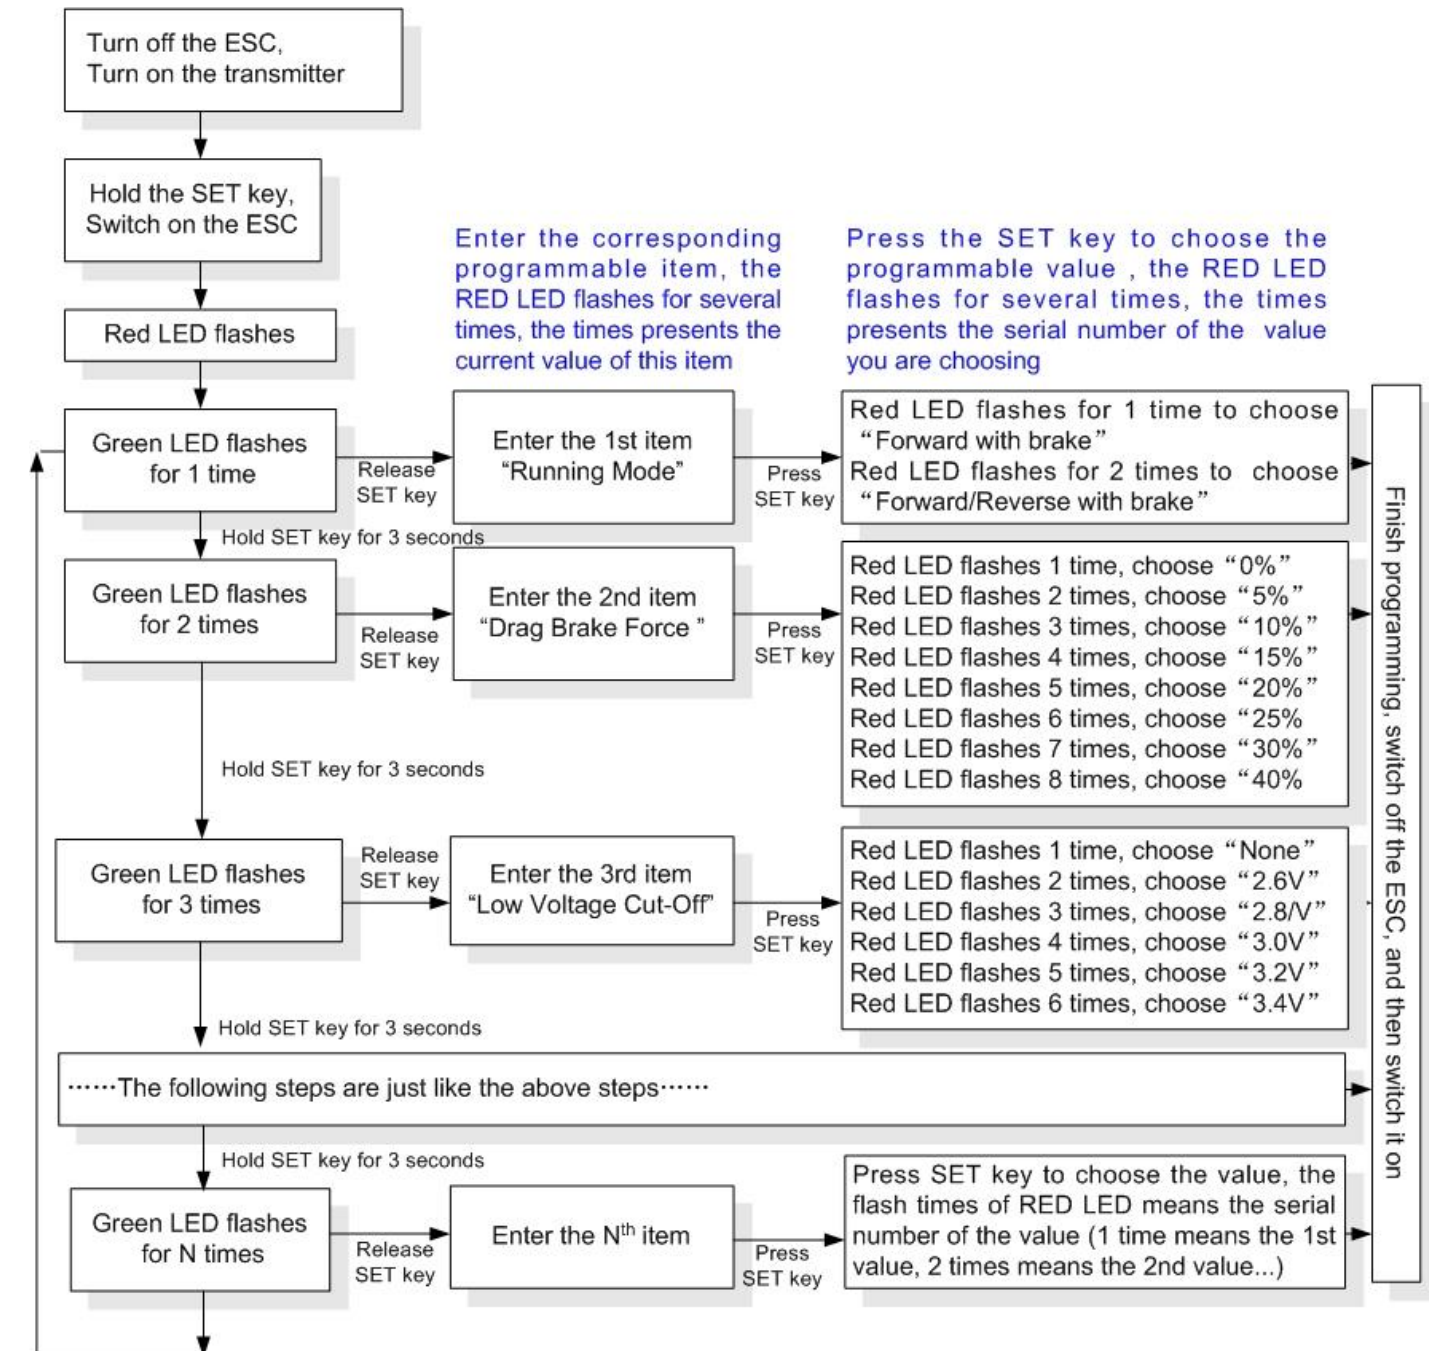 Turn off the ESC,
Turn on the transmitter
Hold the SET key,
Switch on the ESC
Red LED flashes
Enter the corresponding
programmable item, the
RED LED flashes for several
times, the times presents the
current value of this item
Press the SET key to choose the
programmable value , the RED LED
flashes for several times, the times
presents the serial number of the value
you are choosing
Green LED flashes
for 1 time
Release
SET key
Enter the 1st item
“Running Mode”
Press
SET key
Red LED flashes for 1 time to choose
“Forward with brake”
Red LED flashes for 2 times to choose
“Forward/Reverse with brake”
Hold SET key for 3 seconds
Green LED flashes
for 2 times
Release
SET key
Enter the 2nd item
“Drag Brake Force ”
Press
SET key
Red LED flashes 1 time, choose “0%”
Red LED flashes 2 times, choose “5%”
Red LED flashes 3 times, choose “10%”
Red LED flashes 4 times, choose “15%”
Red LED flashes 5 times, choose “20%”
Red LED flashes 6 times, choose “25%
Red LED flashes 7 times, choose “30%”
Red LED flashes 8 times, choose “40%
Hold SET key for 3 seconds
Green LED flashes
for 3 times
Release
SET key
Enter the 3rd item
“Low Voltage Cut-Off”
Press
SET key
Red LED flashes 1 time, choose “None”
Red LED flashes 2 times, choose “2.6V”
Red LED flashes 3 times, choose “2.8/V”
Red LED flashes 4 times, choose “3.0V”
Red LED flashes 5 times, choose “3.2V”
Red LED flashes 6 times, choose “3.4V”
Hold SET key for 3 seconds
······The following steps are just like the above steps······
Hold SET key for 3 seconds
Green LED flashes
for N times
Release
SET key
Enter the Nth item
Press
SET key
Press SET key to choose the value, the
flash times of RED LED means the serial
number of the value (1 time means the 1st
value, 2 times means the 2nd value...)
Finish programming, switch off the ESC, and then switch it on